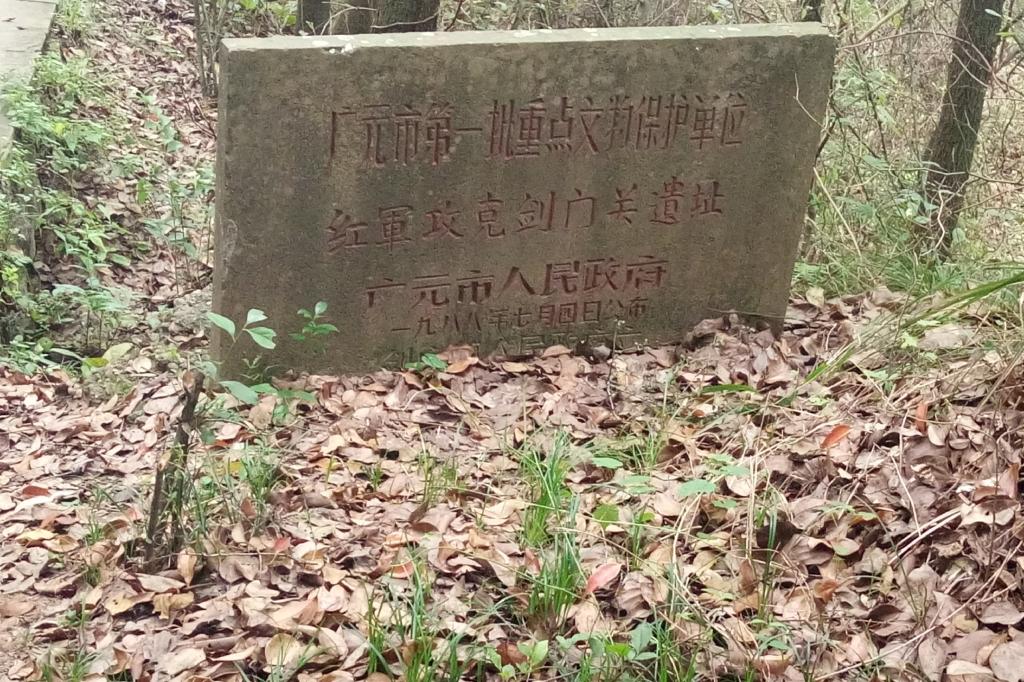 广元市第一批重点文物保护单位
红軍攻克剑门关遗址
广元市人民政府
一九八八年七月四日公布